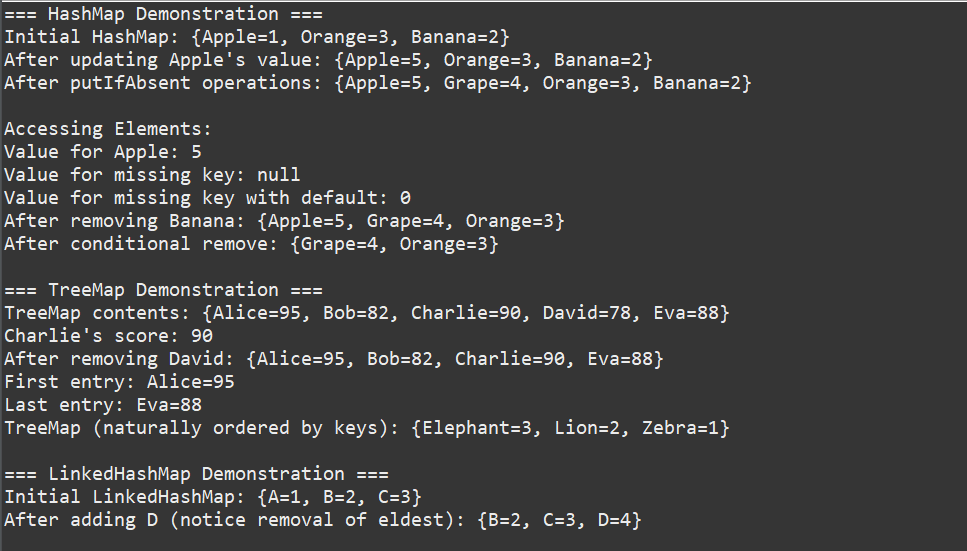 === HashMap Demonstration ===
Initial HashMap: {Apple=1, Orange=3, Banana=2}
After updating Apple's value: {Apple=5, Orange=3, Banana=2}
After putIfAbsent operations: {Apple=5, Grape=4, Orange=3, Banana=2}

Accessing Elements:
Value for Apple: 5
Value for missing key: null
Value for missing key with default: 0
After removing Banana: {Apple=5, Grape=4, Orange=3}
After conditional remove: {Grape=4, Orange=3}

=== TreeMap Demonstration ===
TreeMap contents: {Alice=95, Bob=82, Charlie=90, David=78, Eva=88}
Charlie's score: 90
After removing David: {Alice=95, Bob=82, Charlie=90, Eva=88}
First entry: Alice=95
Last entry: Eva=88
TreeMap (naturally ordered by keys): {Elephant=3, Lion=2, Zebra=1}

=== LinkedHashMap Demonstration ===
Initial LinkedHashMap: {A=1, B=2, C=3}
After adding D (notice removal of eldest): {B=2, C=3, D=4}